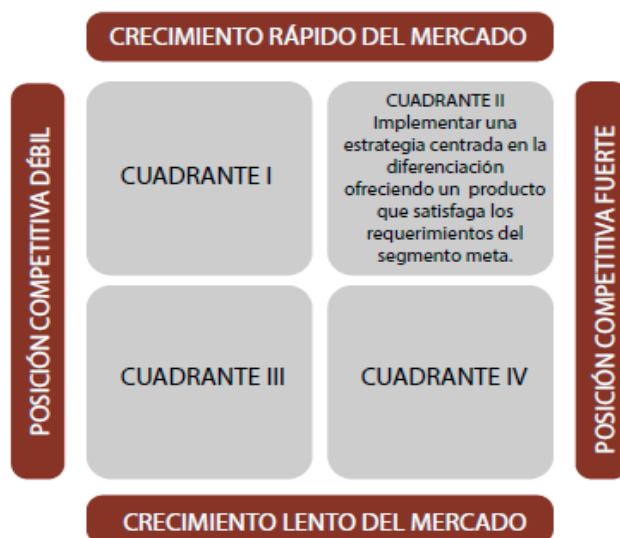 CRECIMIENTO RÁPIDO DEL MERCADO
POSICIÓN COMPETITIVA DÉBIL
CUADRANTE I
CUADRANTE II
Implementar una
estrategia centrada en la
diferenciación
ofreciendo un producto
que satisfaga los
requerimientos del
segmento meta.
POSICIÓN COMPETITIVA FUERTE
CUADRANTE III
CUADRANTE IV
CRECIMIENTO LENTO DEL MERCADO